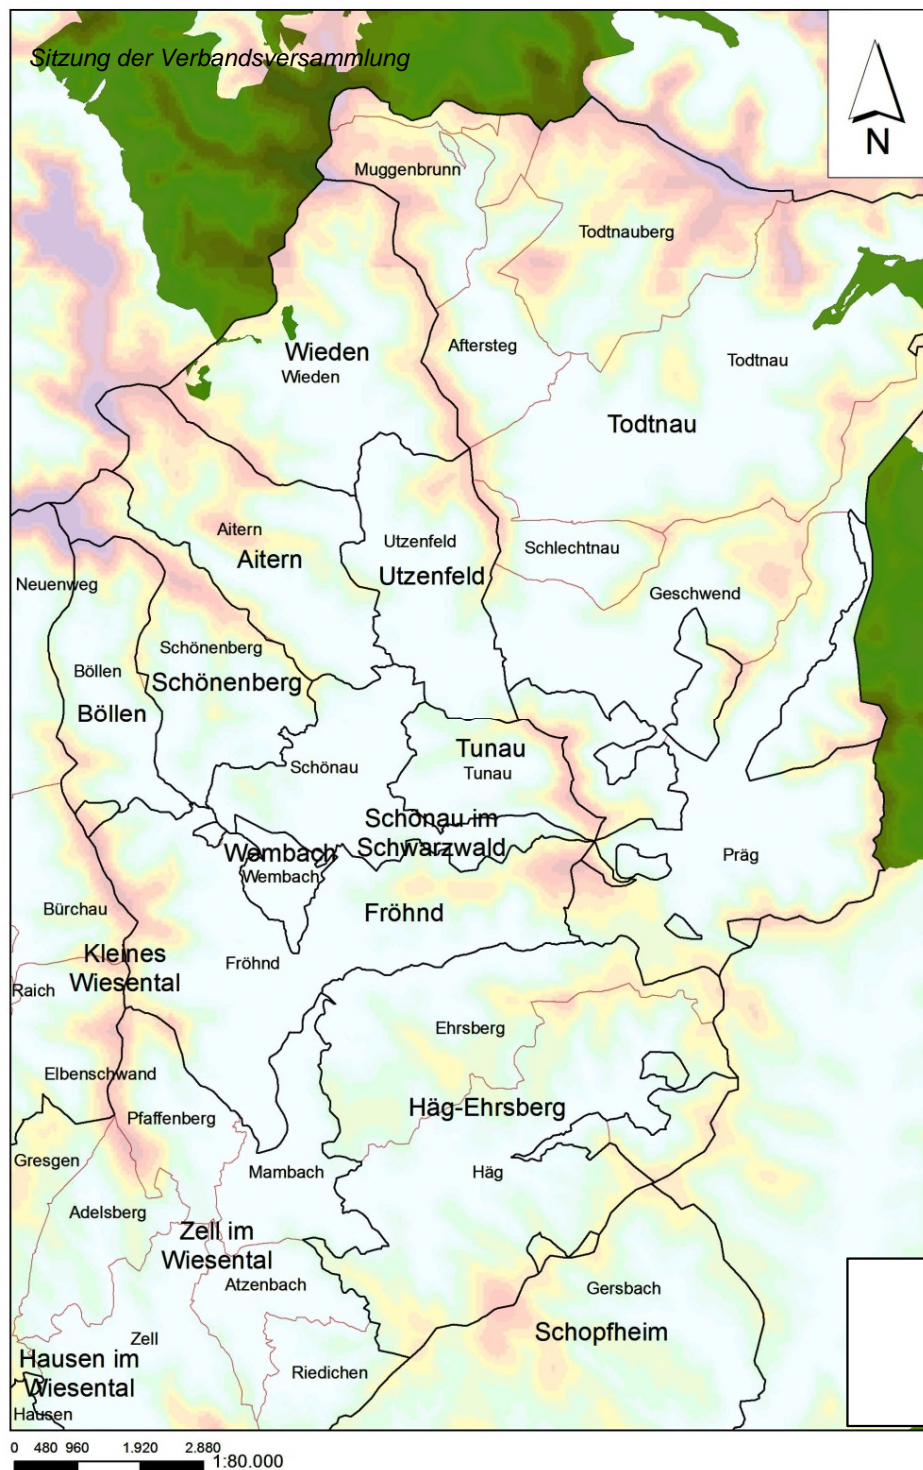 Sitzung der Verbandsversammlung
N
Muggenbrunn
Todtnauberg
Aftersteg
Wieden
Wieden
Todtnau
Todtnau
Aitern
Aitern
Utzenfeld
Utzenfeld
Schlechtnau
Geschwend
Neuenweg
Schönenberg
Schönenberg
Böllen
Böllen
Tunau
Tunau
Schönau
Schönau im
Schwarzwald
Wembach
Wembach
Präg
Fröhnd
Fröhnd
Bürchau
Kleines
Wiesental
Raich
Ehrsberg
Elbenschwand
Pfaffenberg
Häg-Ehrsberg
Gresgen
Mambach
Häg
Adelsberg
Zell im
Wiesental
Atzenbach
Gersbach
Schopfheim
Zell
Hausen im
Wiesental
Riedichen
Hausen
0 480 960 1.920 2.880
1:80.000